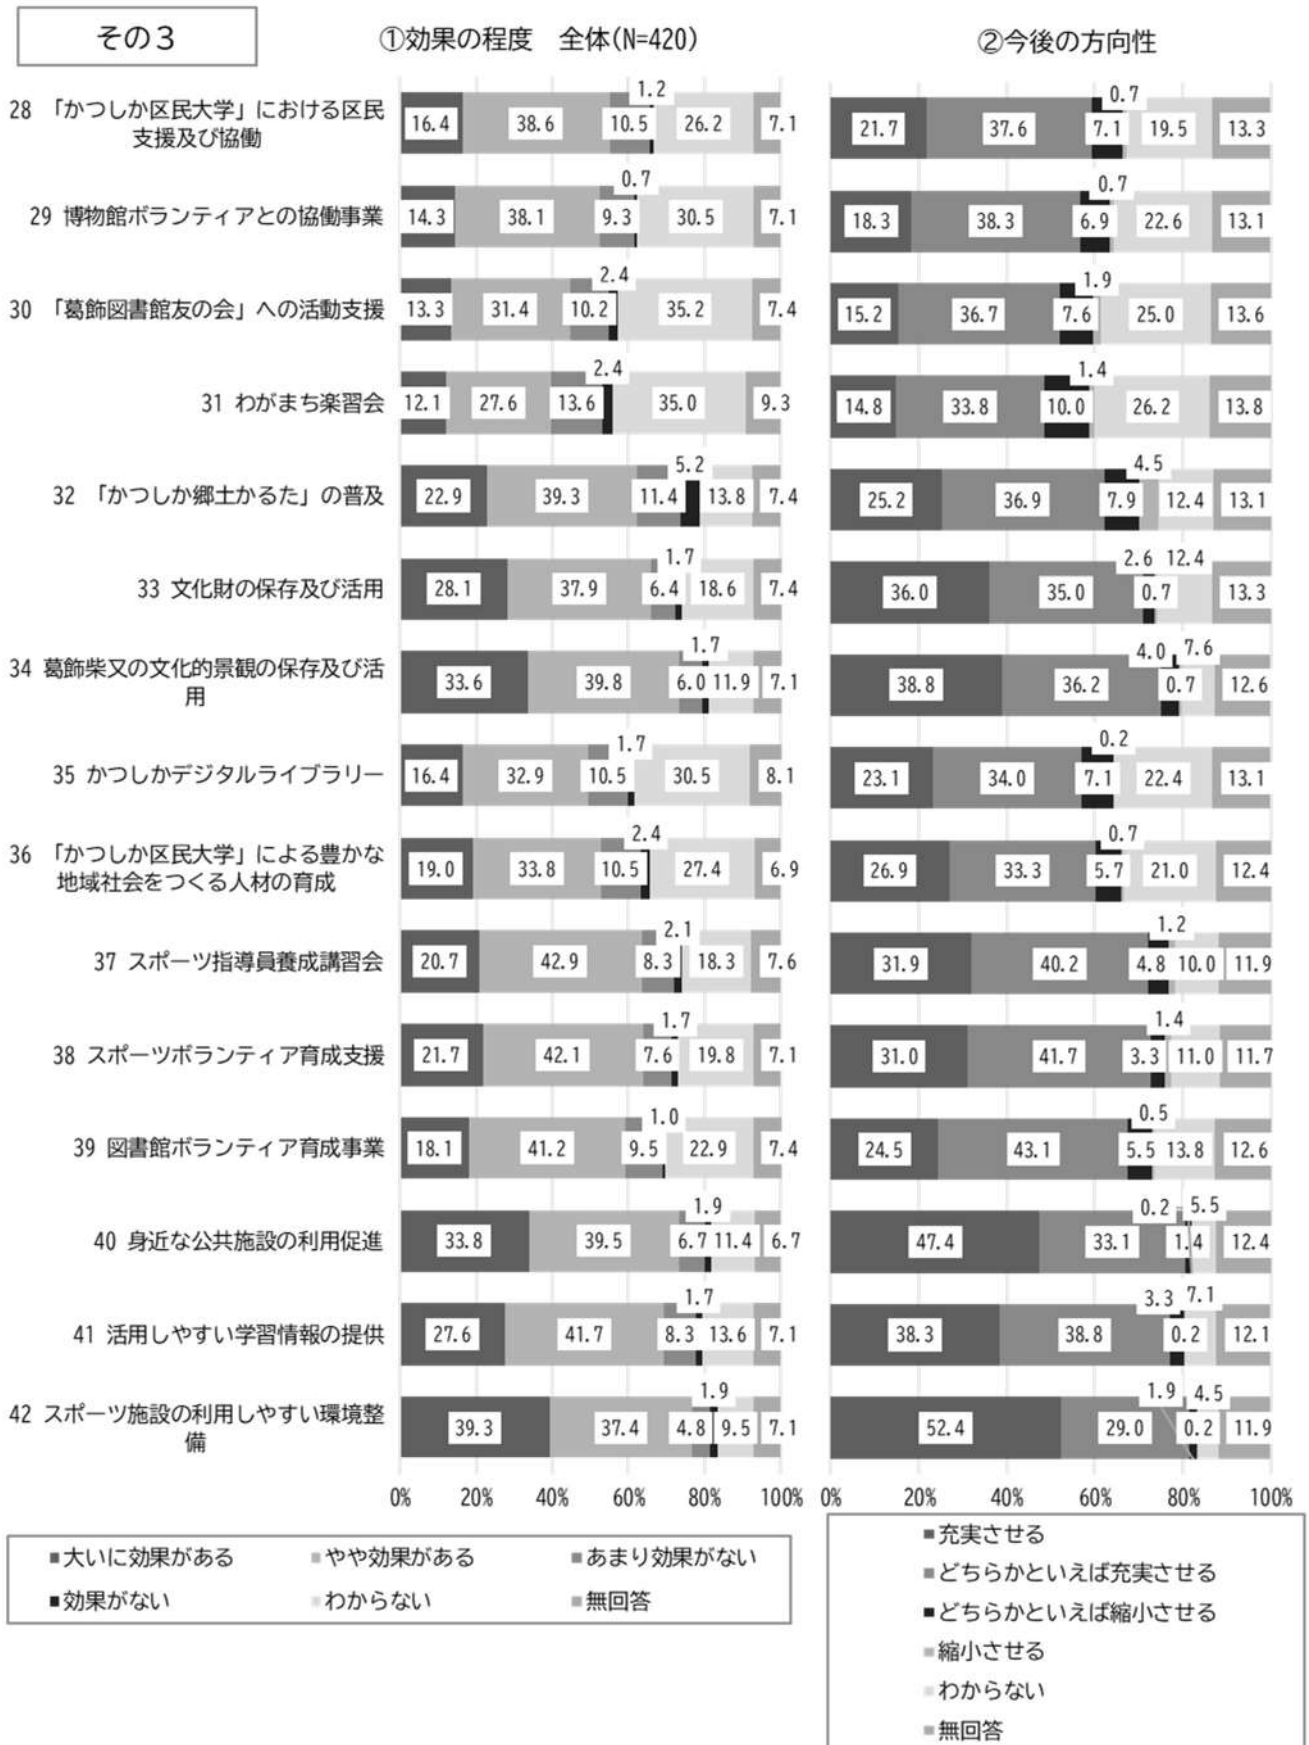 その3
①効果の程度　全体(N=420)
②今後の方向性
28 「かつしか区民大学」における区民
支援及び協働
16.4 38.6 10.5 1.2 26.2 7.1
21.7 37.6 7.1 0.7 19.5 13.3
29 博物館ボランティアとの協働事業
14.3 38.1 9.3 0.7 30.5 7.1
18.3 38.3 6.9 0.7 22.6 13.1
30 「葛飾図書館友の会」への活動支援
13.3 31.4 10.2 2.4 35.2 7.4
15.2 36.7 7.6 1.9 25.0 13.6
31 わがまち楽習会
12.1 27.6 13.6 2.4 35.0 9.3
14.8 33.8 10.0 1.4 26.2 13.8
32 「かつしか郷土かるた」の普及
22.9 39.3 11.4 5.2 13.8 7.4
25.2 36.9 7.9 4.5 12.4 13.1
33 文化財の保存及び活用
28.1 37.9 6.4 1.7 18.6 7.4
36.0 35.0 2.6 0.7 12.4 13.3
34 葛飾柴又の文化的景観の保存及び活
用
33.6 39.8 6.0 1.7 11.9 7.1
38.8 36.2 4.0 0.7 7.6 12.6
35 かつしかデジタルライブラリー
16.4 32.9 10.5 1.7 30.5 8.1
23.1 34.0 7.1 0.2 22.4 13.1
36 「かつしか区民大学」による豊かな
地域社会をつくる人材の育成
19.0 33.8 10.5 2.4 27.4 6.9
26.9 33.3 5.7 0.7 21.0 12.4
37 スポーツ指導員養成講習会
20.7 42.9 8.3 2.1 18.3 7.6
31.9 40.2 4.8 1.2 10.0 11.9
38 スポーツボランティア育成支援
21.7 42.1 7.6 1.7 19.8 7.1
31.0 41.7 3.3 1.4 11.0 11.7
39 図書館ボランティア育成事業
18.1 41.2 9.5 1.0 22.9 7.4
24.5 43.1 5.5 0.5 13.8 12.6
40 身近な公共施設の利用促進
33.8 39.5 6.7 1.9 11.4 6.7
47.4 33.1 1.4 0.2 5.5 12.4
41 活用しやすい学習情報の提供
27.6 41.7 8.3 1.7 13.6 7.1
38.3 38.8 3.3 0.2 7.1 12.1
42 スポーツ施設の利用しやすい環境整
備
39.3 37.4 4.8 1.9 9.5 7.1
52.4 29.0 1.9 0.2 4.5 11.9
0% 20% 40% 60% 80% 100%
0% 20% 40% 60% 80% 100%
大いに効果がある やや効果がある あまり効果がない
効果がない わからない 無回答
充実させる
どちらかといえば充実させる
どちらかといえば縮小させる
縮小させる
わからない
無回答